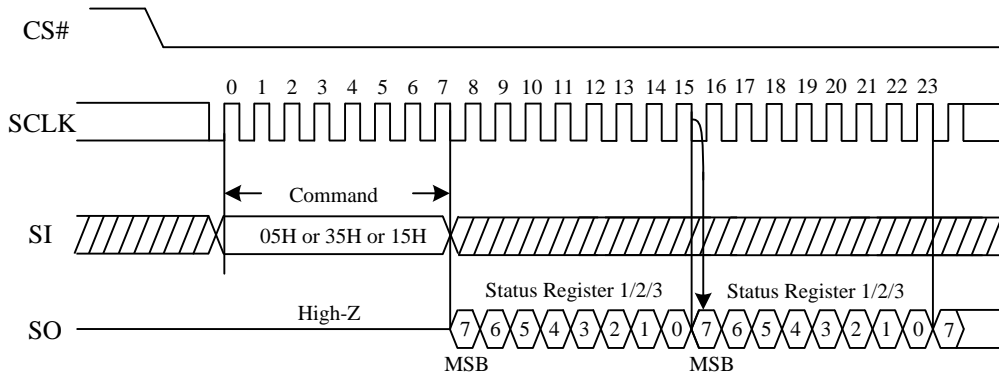 CS#
0 1 2 3 4 5 6 7 8 9 10 11 12 13 14 15 16 17 18 19 20 21 22 23
SCLK
Command
SI
05H or 35H or 15H
Status Register 1/2/3 Status Register 1/2/3
High-Z
SO
7 6 5 4 3 2 1 0 7 6 5 4 3 2 1 0 7
MSB MSB